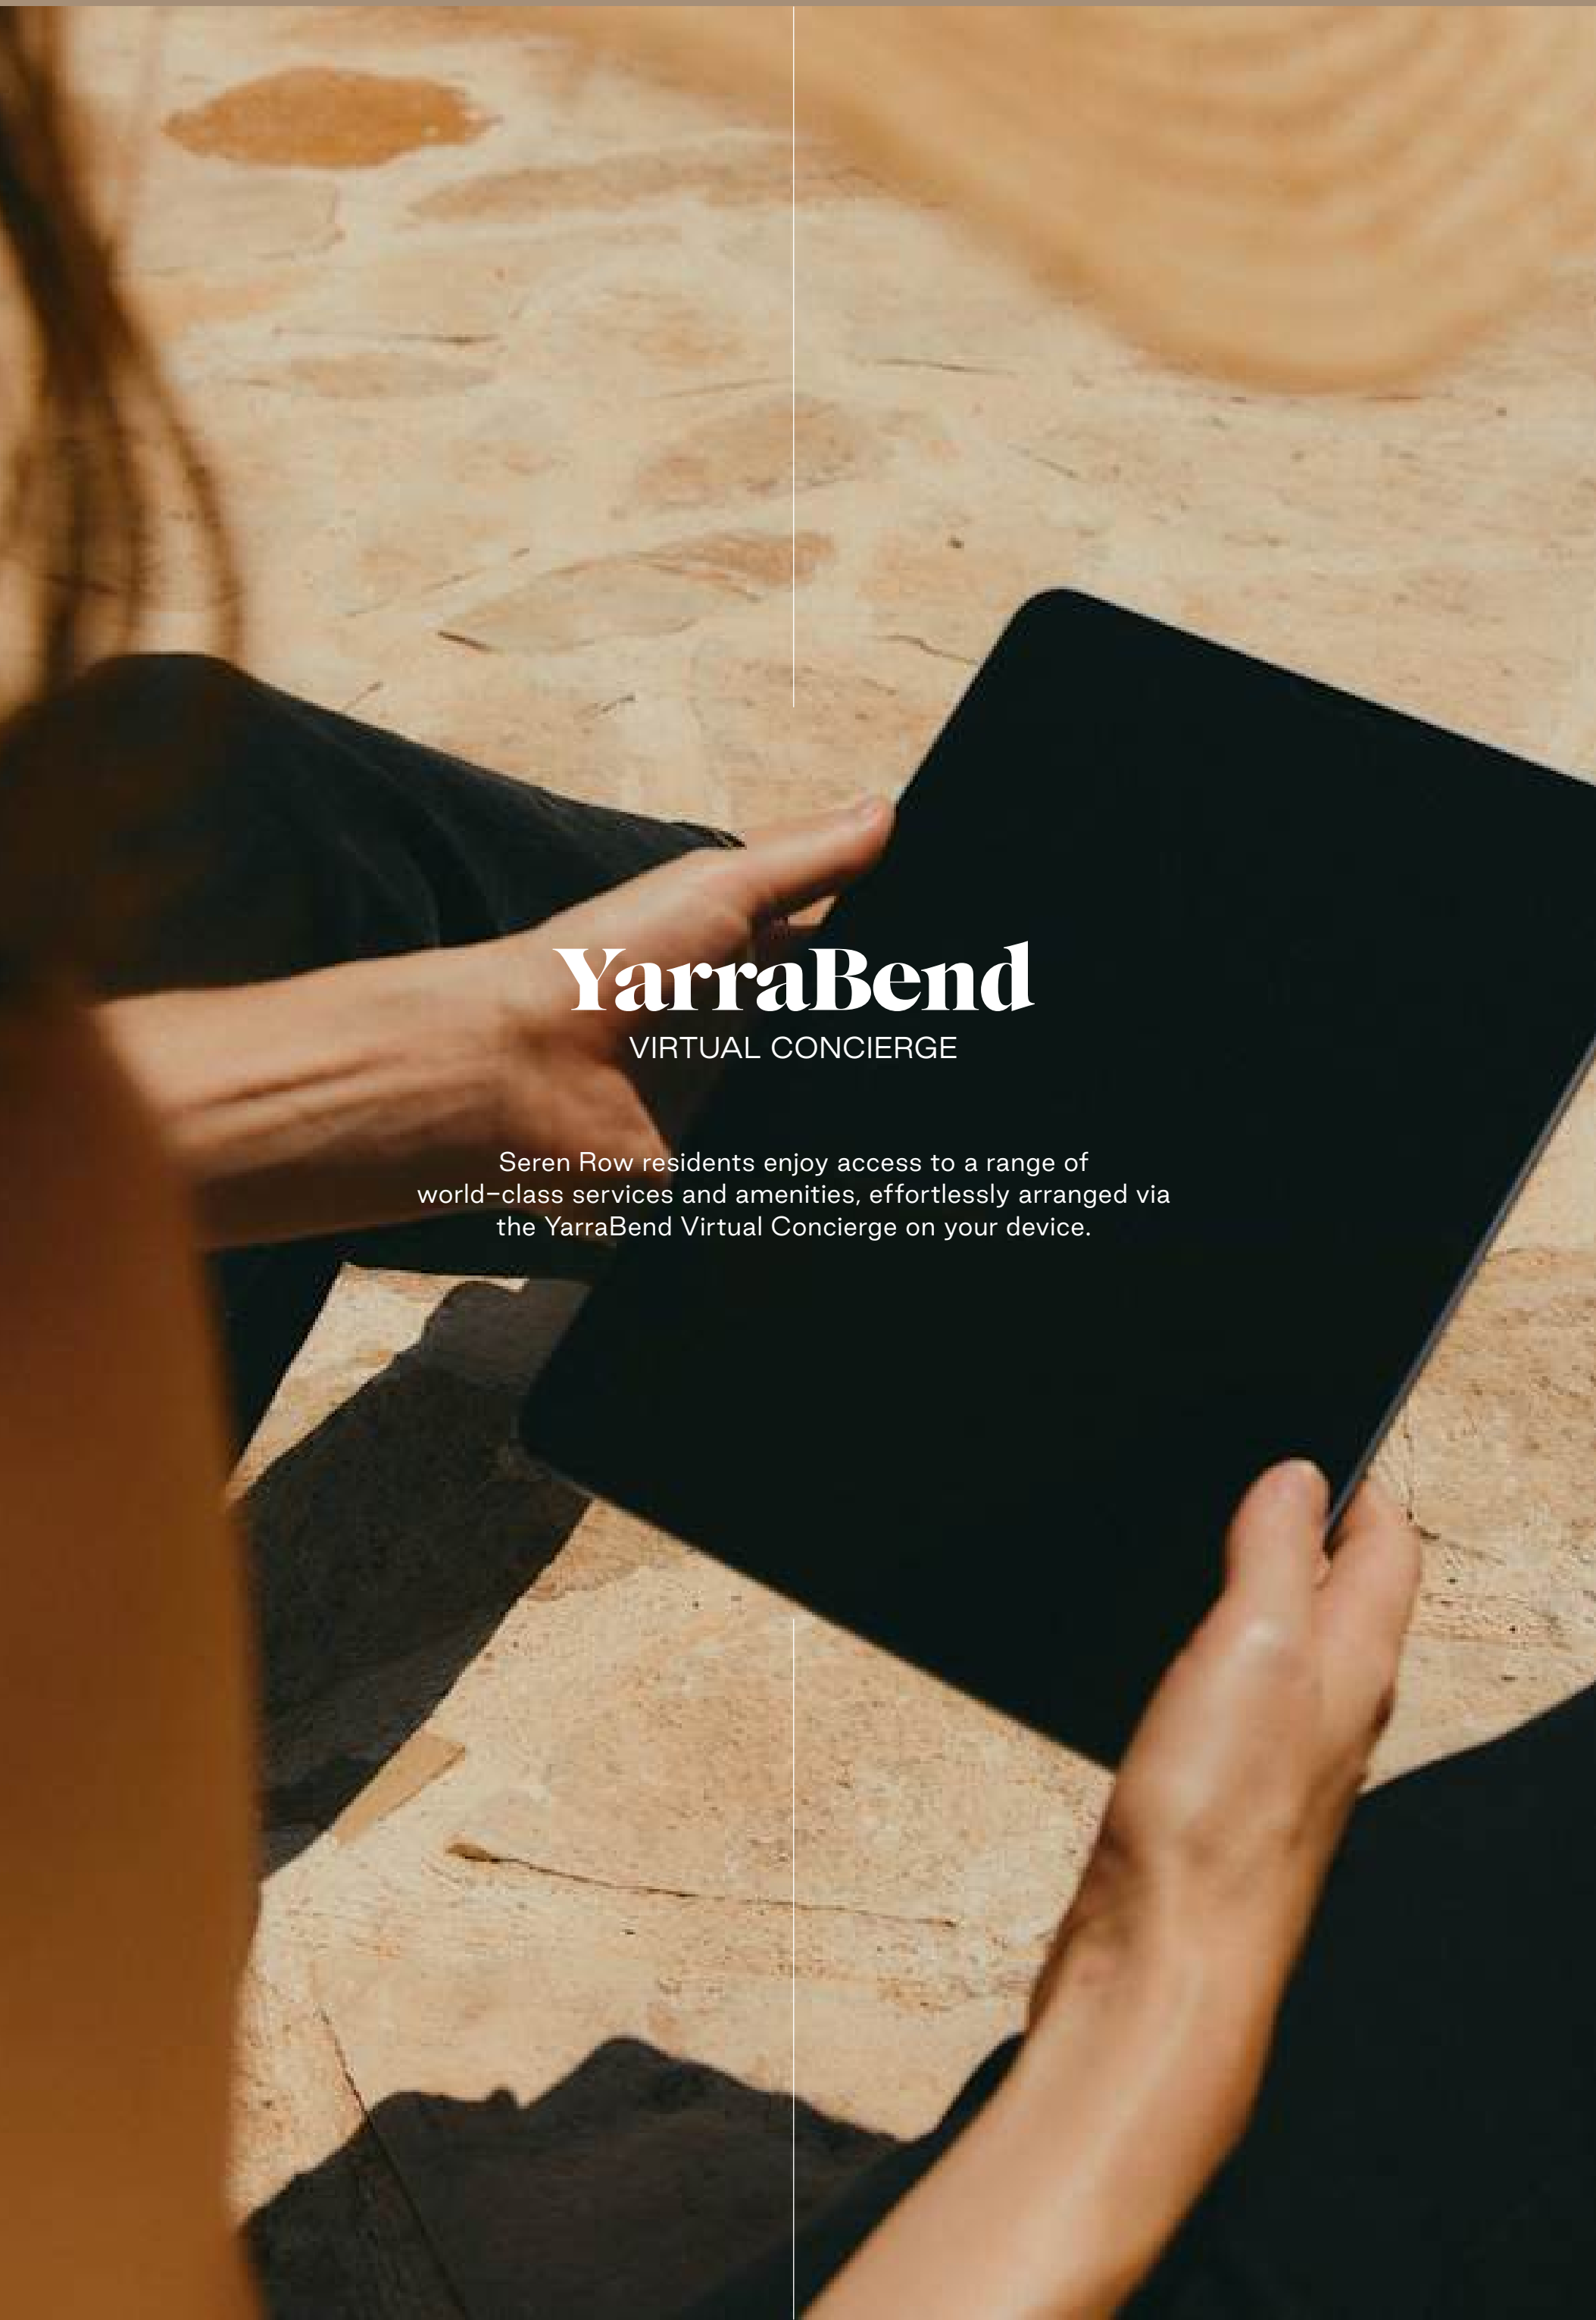 YarraBend
VIRTUAL CONCIERGE
Seren Row residents enjoy access to a range of
world-class services and amenities, effortlessly arranged via
the YarraBend Virtual Concierge on your device.